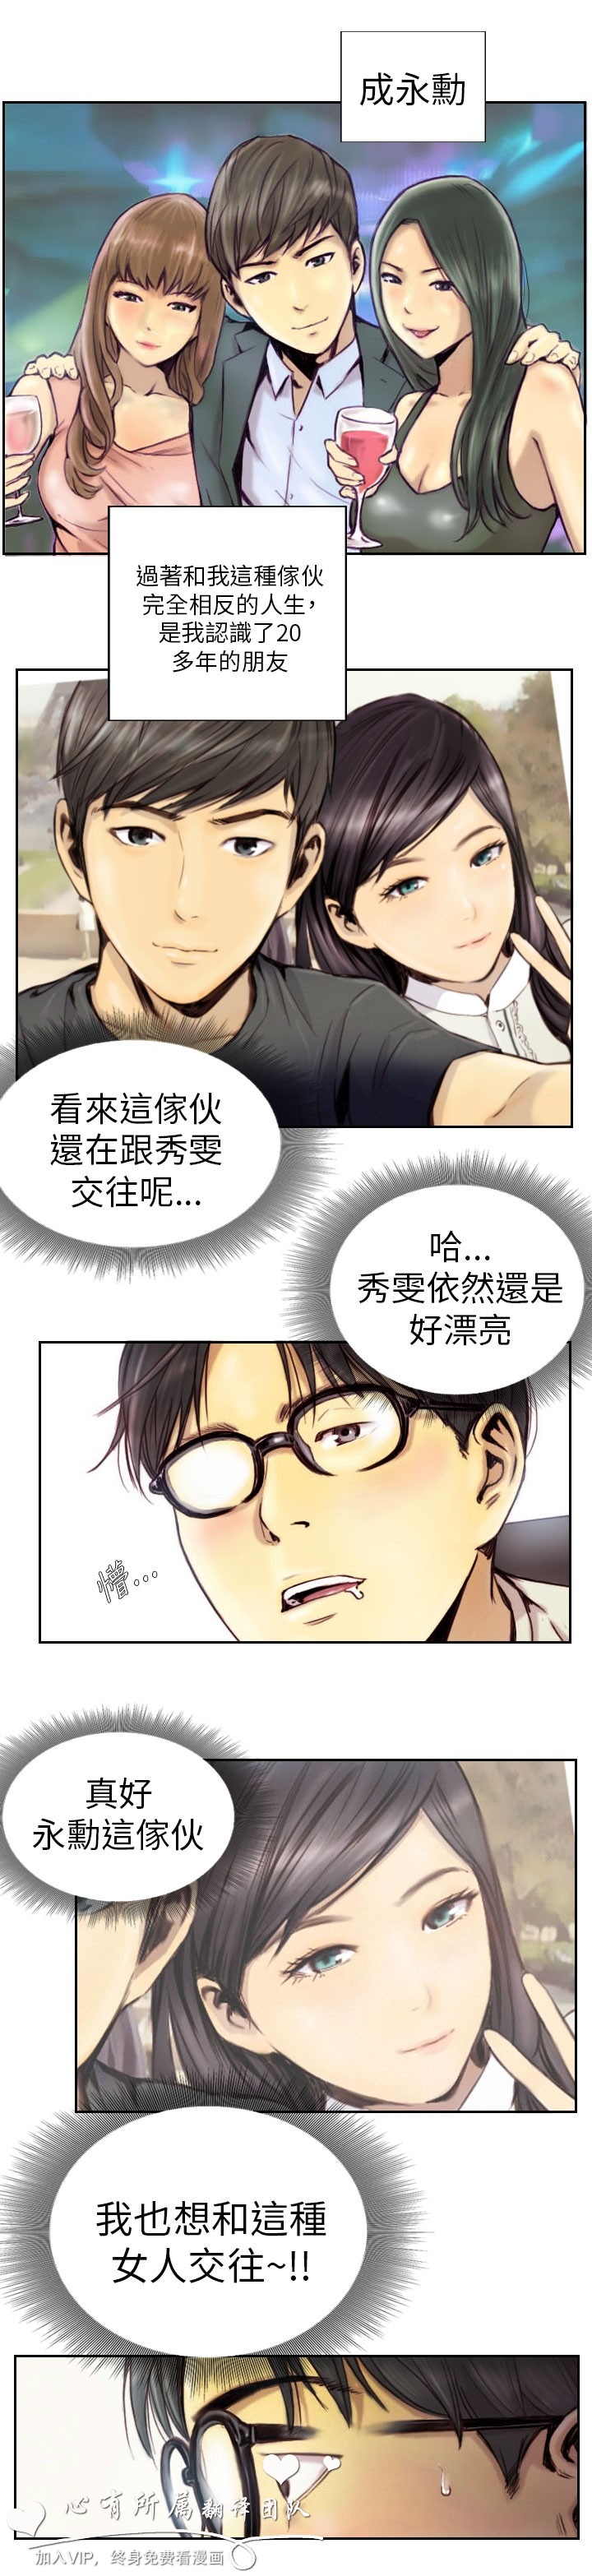 成永勳
過著和我這種傢伙
完全相反的人生，
是我認識了20
多年的朋友
看來這傢伙
還在跟秀雯
交往呢...
哈...
秀雯依然還是
好漂亮
懵...
真好
永勳這傢伙
我也想和這種
女人交往~!!
心有所属翻译团队
加入VIP，终身免费看漫画